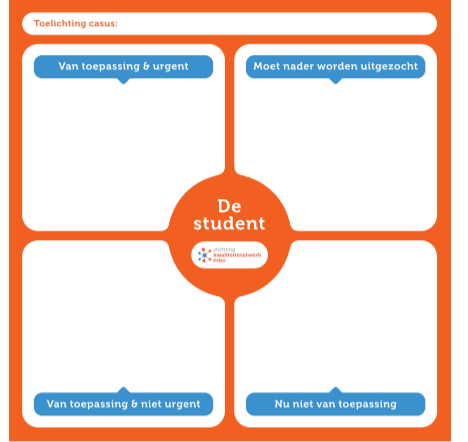 Toelichting casus:
Van toepassing & urgent
Moet nader worden uitgezocht
De
student
stichting
kwaliteitsnetwerk
mbo
Van toepassing & niet urgent
Nu niet van toepassing